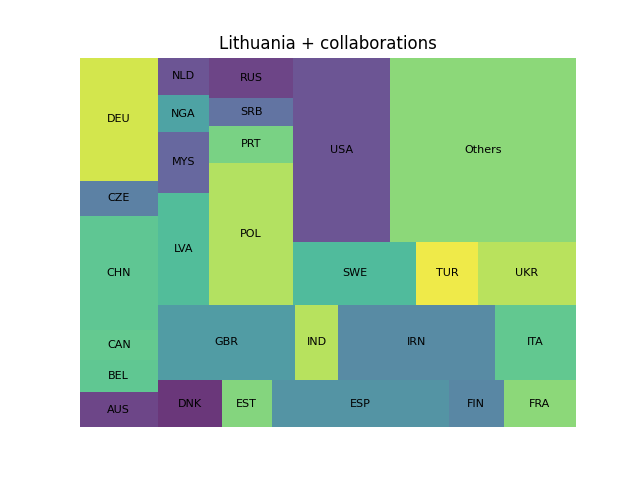 Lithuania + collaborations
DEU
NLD
RUS
USA
Others
NGA
SRB
MYS
PRT
CZE
LVA
POL
CHN
SWE
TUR
UKR
CAN
GBR
IND
IRN
ITA
BEL
AUS
DNK
EST
ESP
FIN
FRA